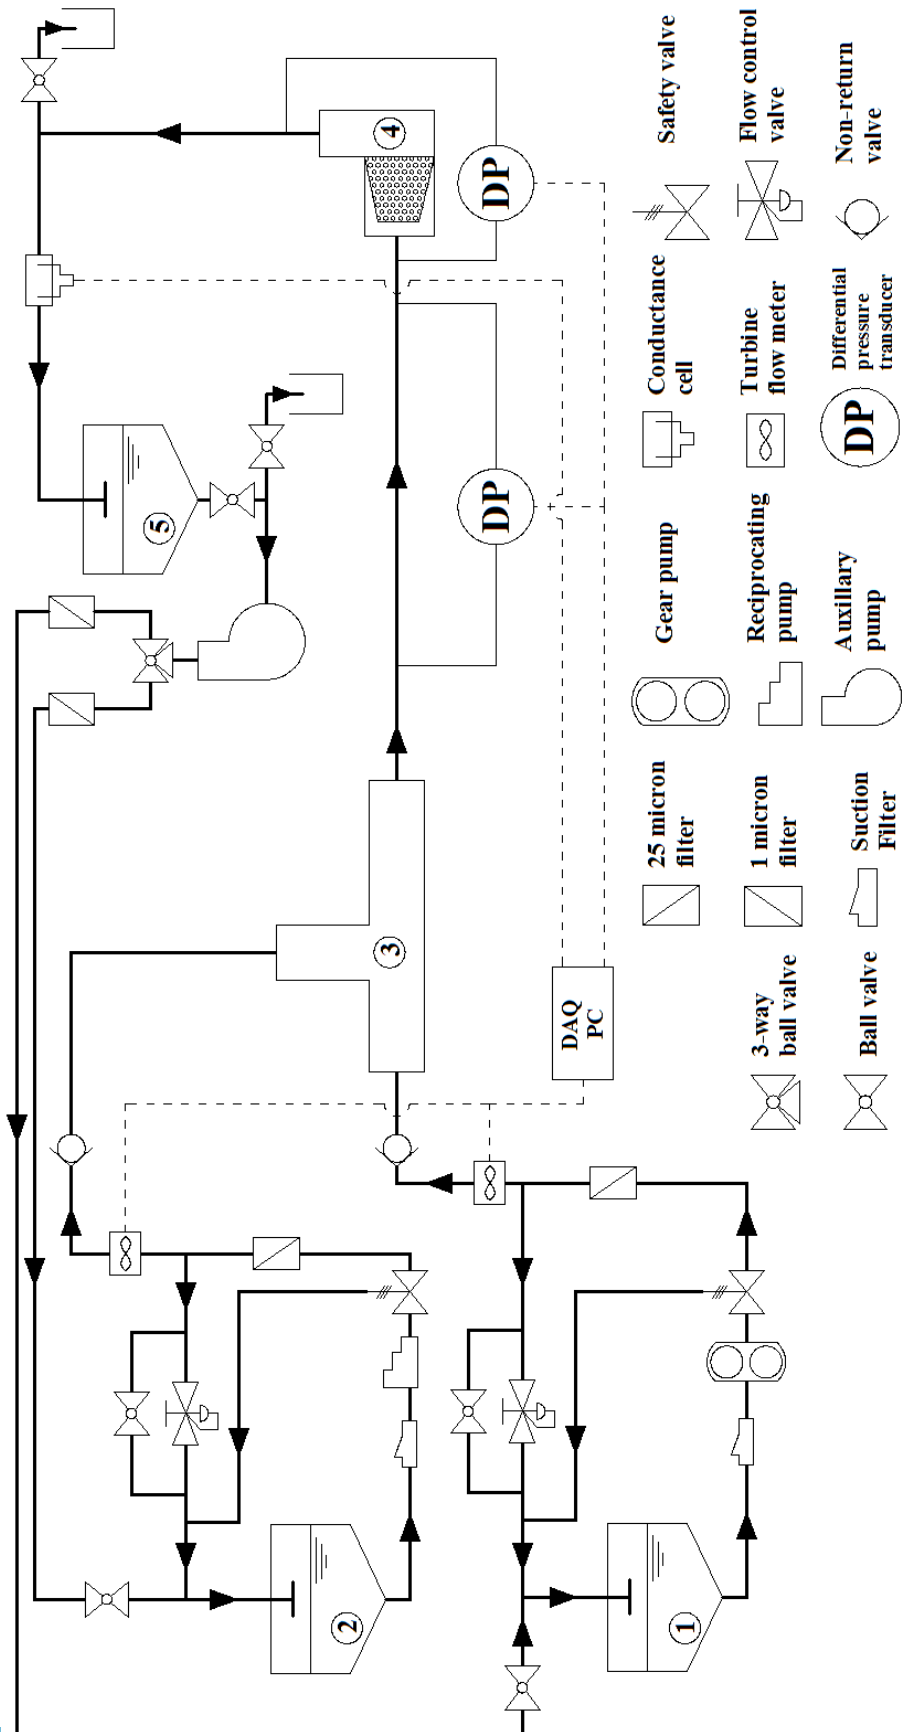 4
DP
5
DP
3
DAQ
PC
2
1
Safety valve
Flow control
valve
Non-return
valve
Conductance
cell
Turbine
flow meter
DP
Differential
pressure
transducer
Gear pump
Reciprocating
pump
Auxillary
pump
25 micron
filter
1 micron
filter
Suction
Filter
3-way
ball valve
Ball valve